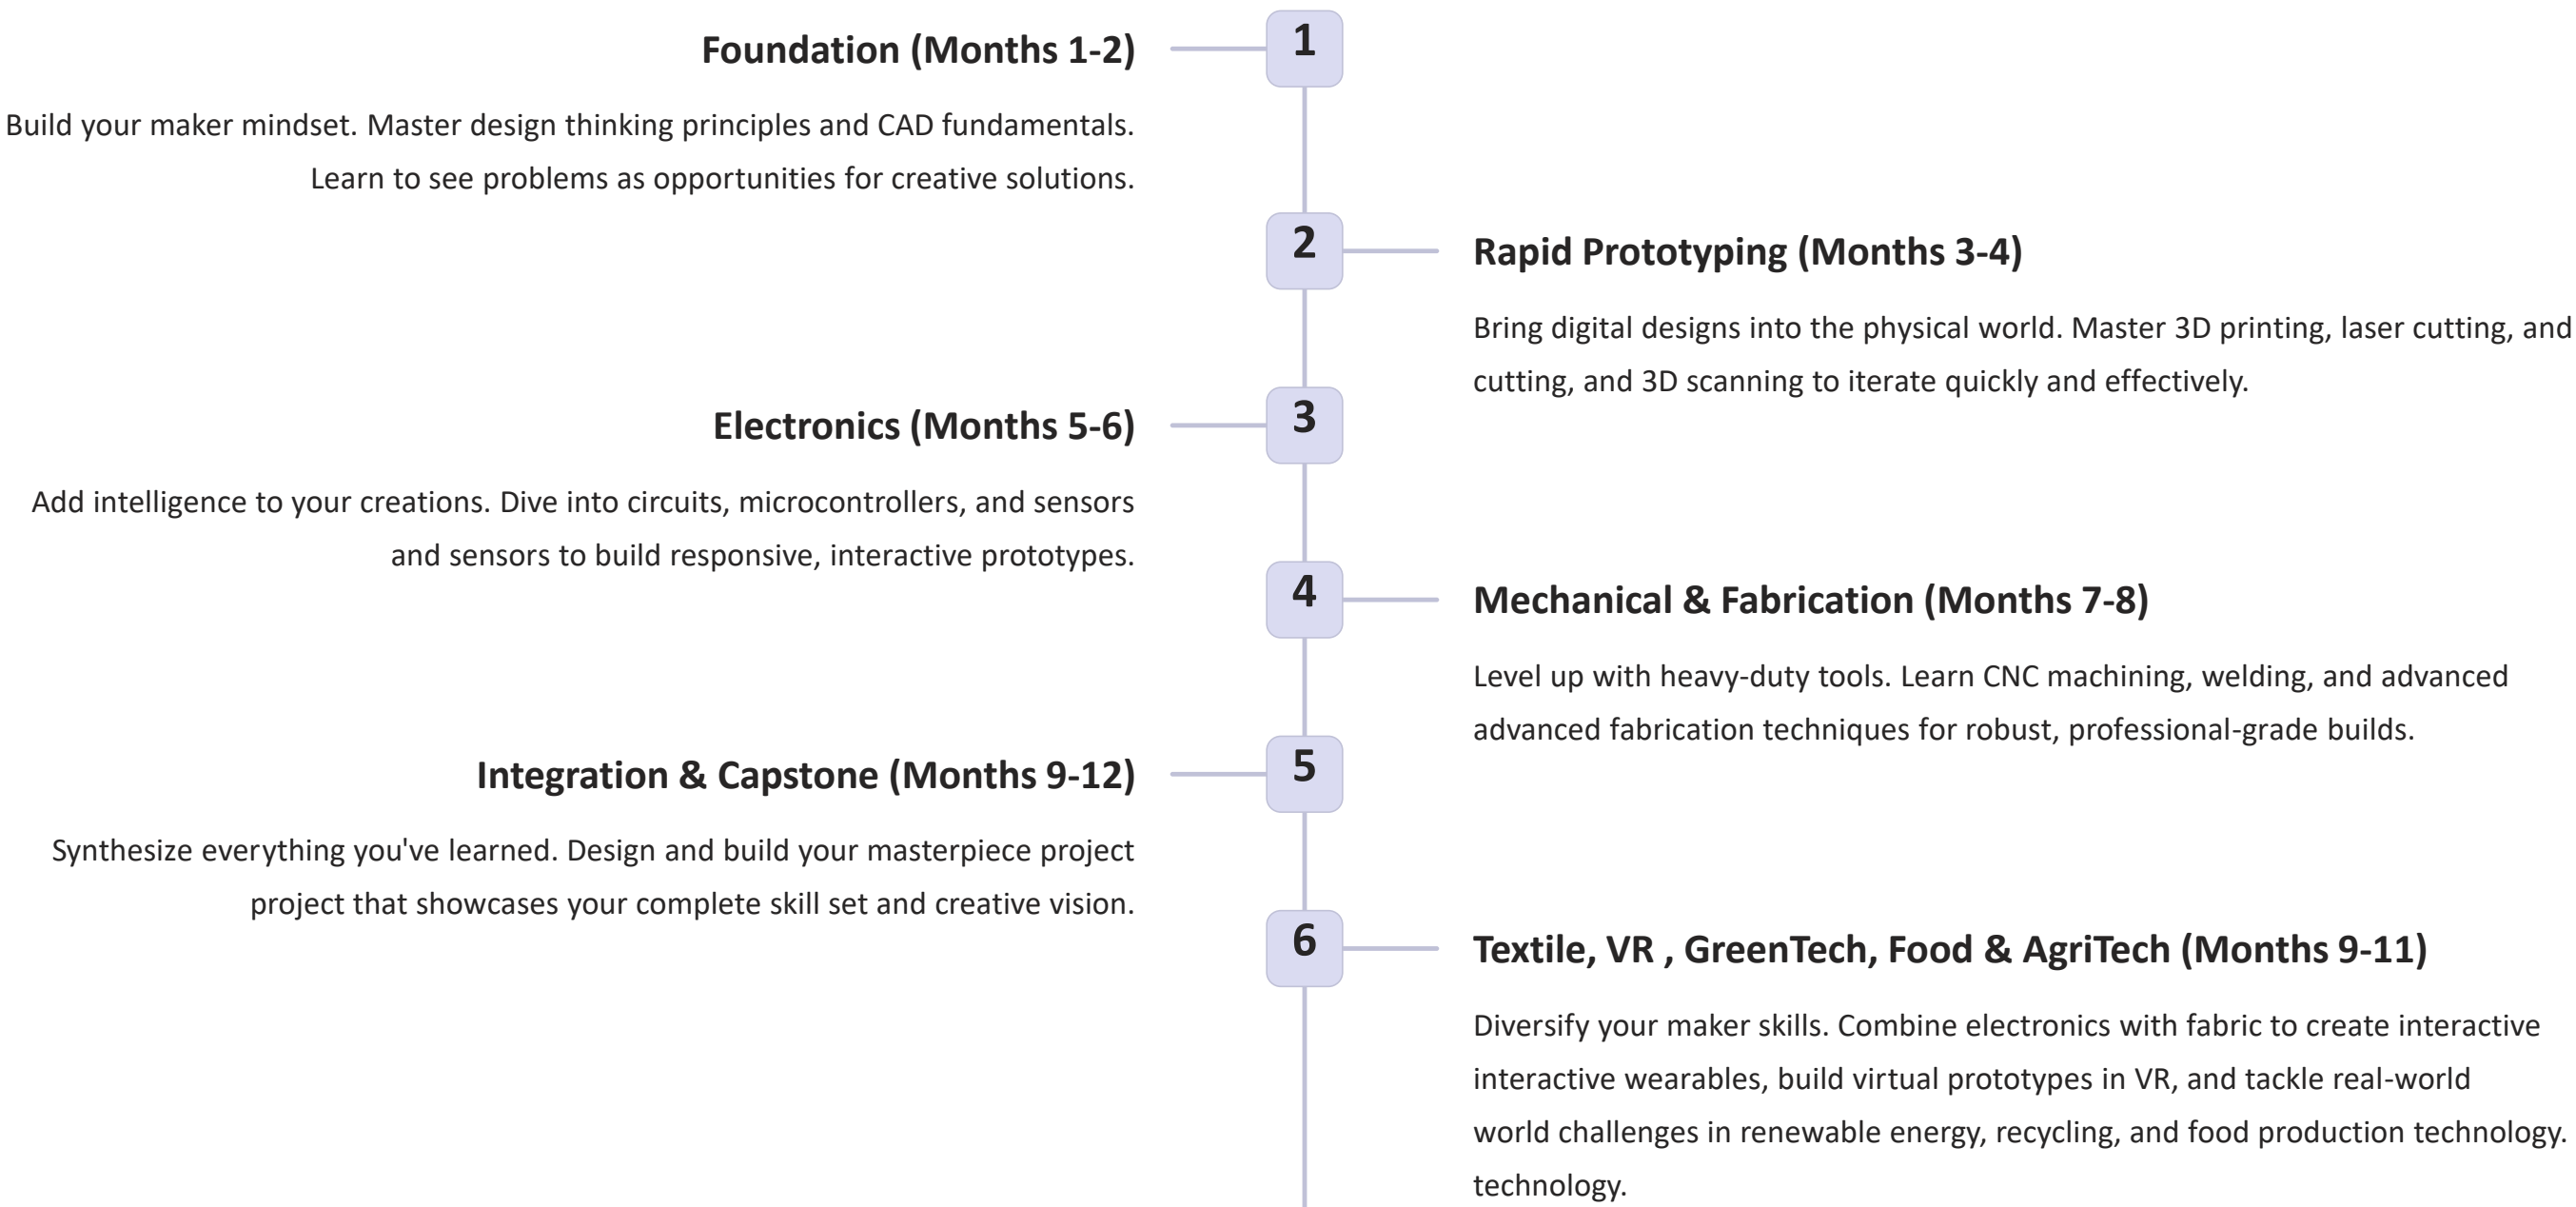 1
Foundation (Months 1-2)
Build your maker mindset. Master design thinking principles and CAD fundamentals.
Learn to see problems as opportunities for creative solutions.
2
Rapid Prototyping (Months 3-4)
Bring digital designs into the physical world. Master 3D printing, laser cutting, and
cutting, and 3D scanning to iterate quickly and effectively.
3
Electronics (Months 5-6)
Add intelligence to your creations. Dive into circuits, microcontrollers, and sensors
and sensors to build responsive, interactive prototypes.
4
Mechanical & Fabrication (Months 7-8)
Level up with heavy-duty tools. Learn CNC machining, welding, and advanced
advanced fabrication techniques for robust, professional-grade builds.
5
Integration & Capstone (Months 9-12)
Synthesize everything you've learned. Design and build your masterpiece project
project that showcases your complete skill set and creative vision.
6
Textile, VR , GreenTech, Food & AgriTech (Months 9-11)
Diversify your maker skills. Combine electronics with fabric to create interactive
interactive wearables, build virtual prototypes in VR, and tackle real-world
world challenges in renewable energy, recycling, and food production technology.
technology.